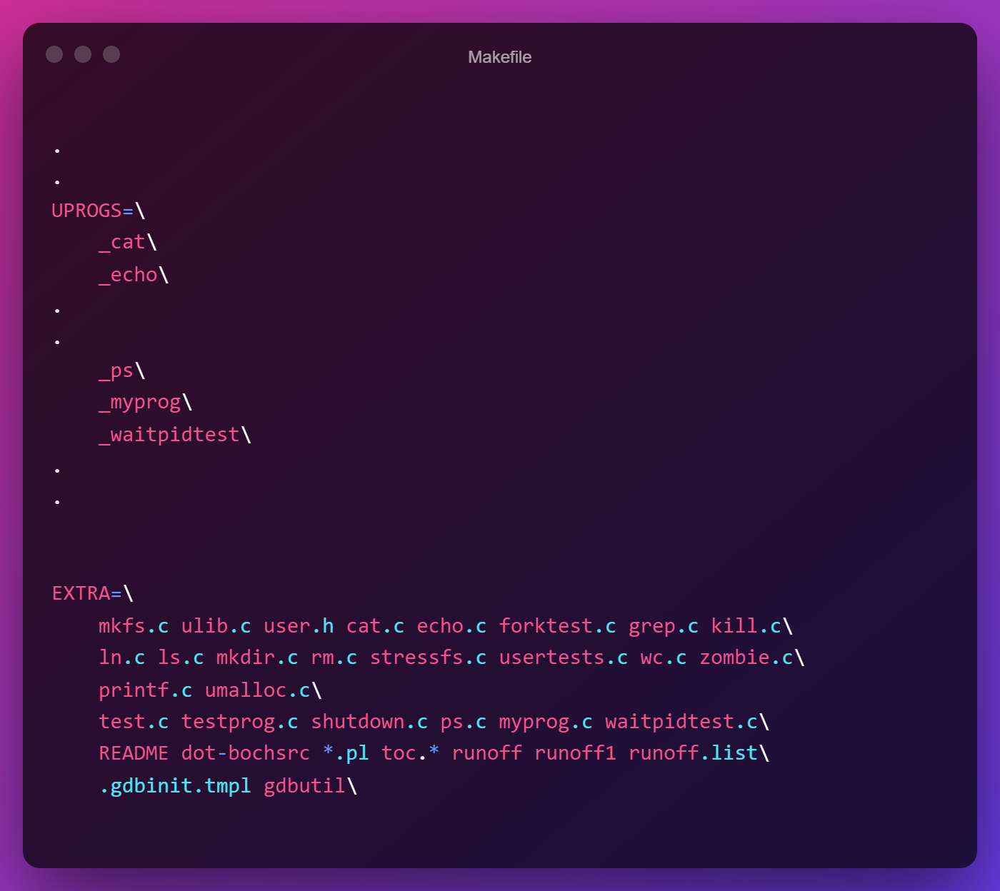 Makefile
.
.
UPROGS=\
_cat\
_echo\
.
.
_ps\
_myprog\
_waitpidtest\
.
.
EXTRA=\
mkfs.c ulib.c user.h cat.c echo.c forktest.c grep.c kill.c\
ln.c ls.c mkdir.c rm.c stressfs.c usertests.c wc.c zombie.c\
printf.c umalloc.c\
test.c testprog.c shutdown.c ps.c myprog.c waitpidtest.c\
README dot-bochsrc *.pl toc.* runoff runoff1 runoff.list\
.gdbinit.tmpl gdbutil\